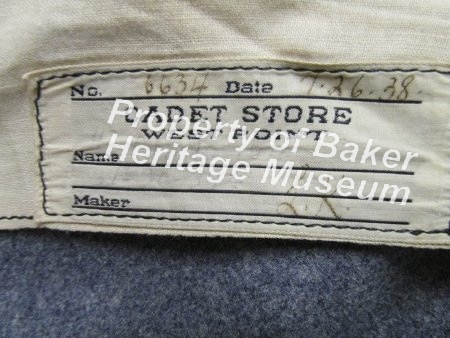 No. 6634 Date 7.26.38
CADET STORE
WEST POINT
Name
Maker
Property of Baker
Heritage Museum